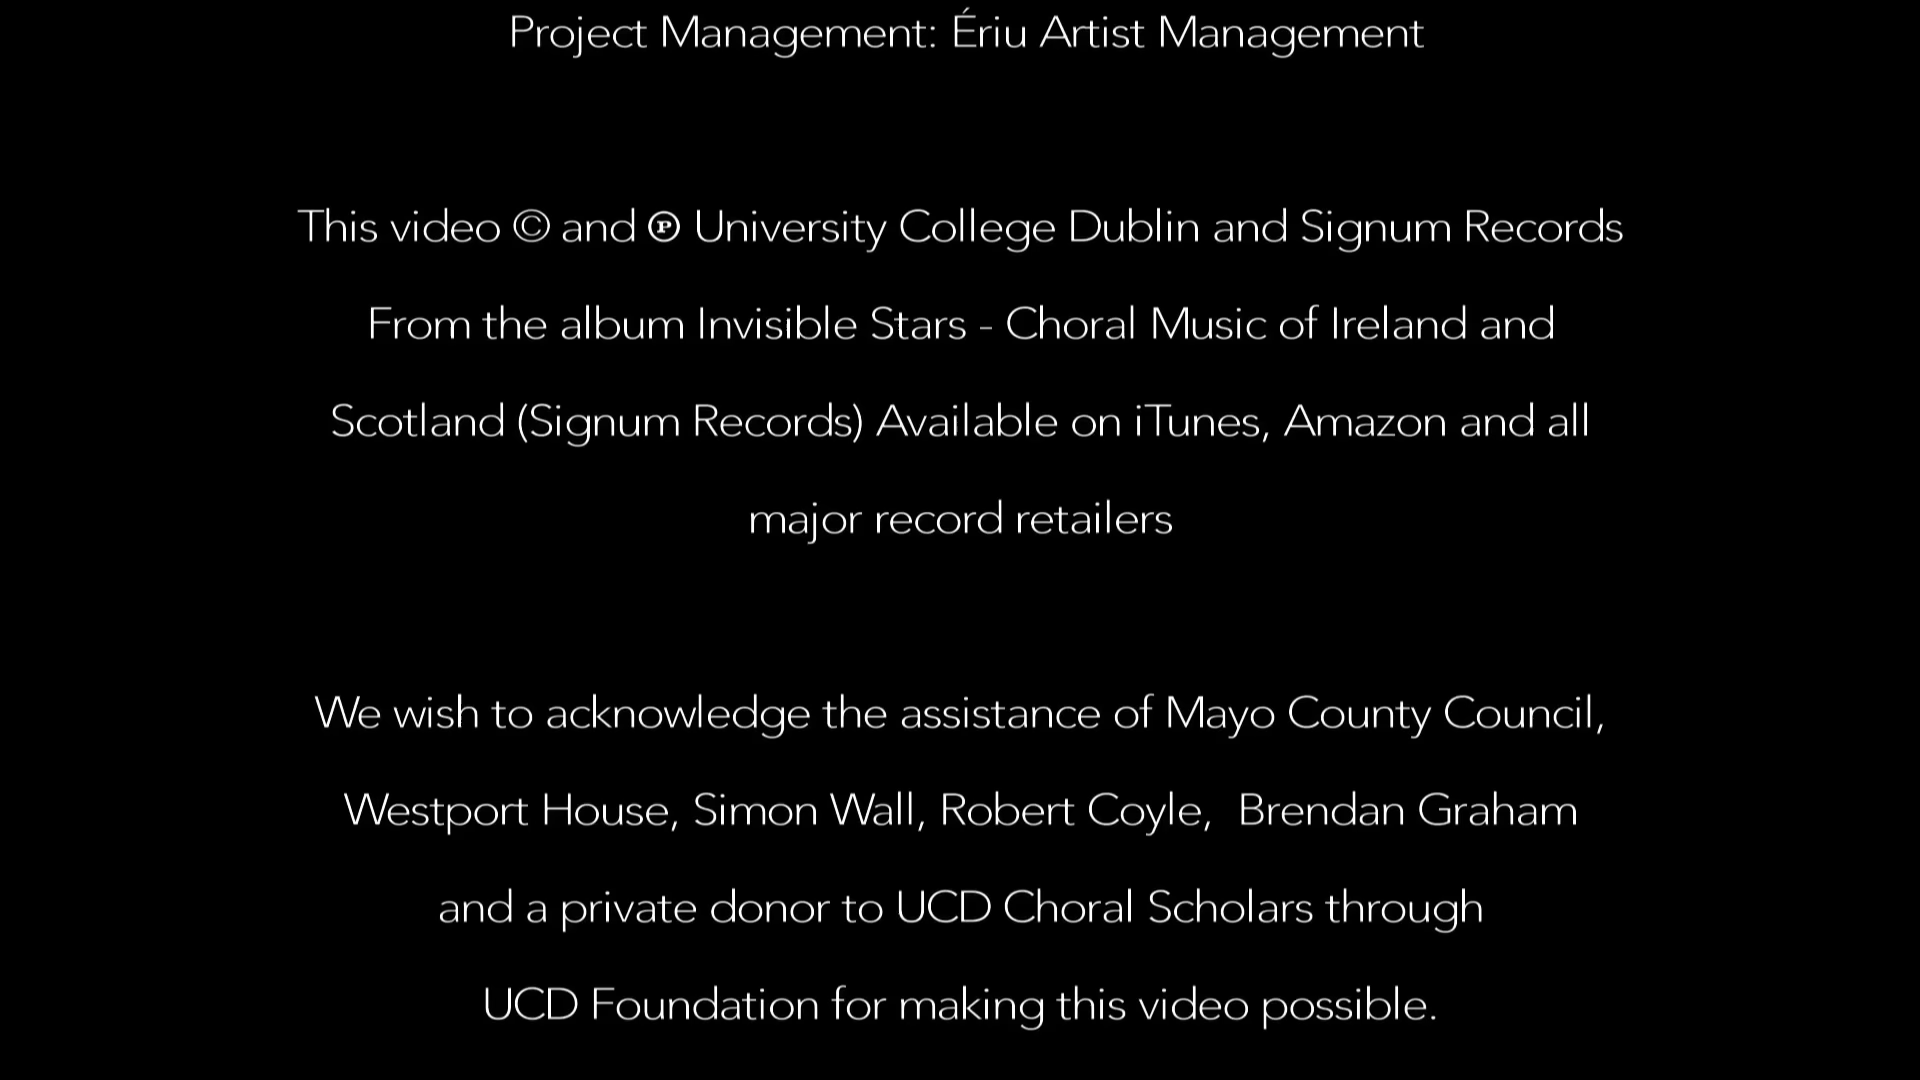 Project Management: Ériu Artist Management
This video © and ℗ University College Dublin and Signum Records
From the album Invisible Stars - Choral Music of Ireland and
Scotland (Signum Records) Available on iTunes, Amazon and all
major record retailers
We wish to acknowledge the assistance of Mayo County Council,
Westport House, Simon Wall, Robert Coyle,  Brendan Graham
and a private donor to UCD Choral Scholars through
UCD Foundation for making this video possible.